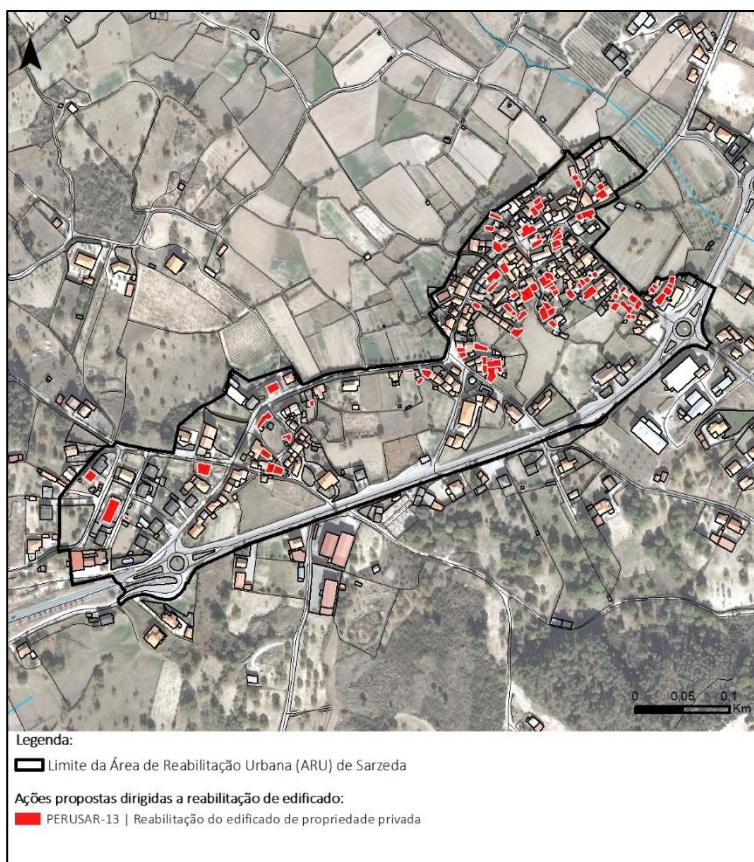 N
0 0,05 0,1
Km
Legenda:
Limite da Área de Reabilitação Urbana (ARU) de Sarzeda
Ações propostas dirigidas a reabilitação de edificado:
PERUSAR-13 | Reabilitação do edificado de propriedade privada